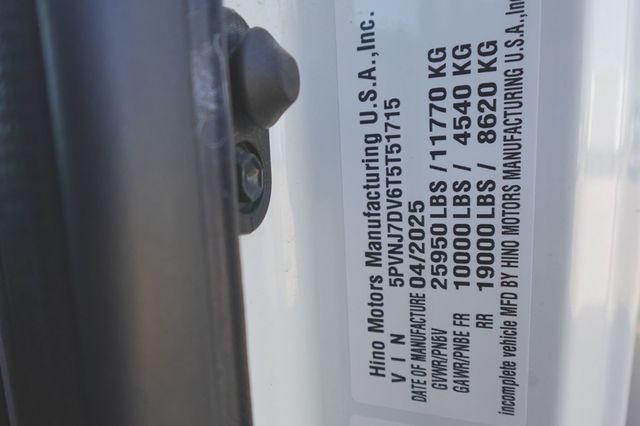 Hino Motors Manufacturing U.S.A.,Inc.
VIN 5PVNJ7DV6T5T51715
DATE OF MANUFACTURE 04/2025
GVWR/PNBV 25950 LBS / 11770 KG
GAWR/PNBE FR 10000 LBS / 4540 KG
RR 19000 LBS / 8620 KG
incomplete vehicle MFD BY HINO MOTORS MANUFACTURING U.S.A.,Inc